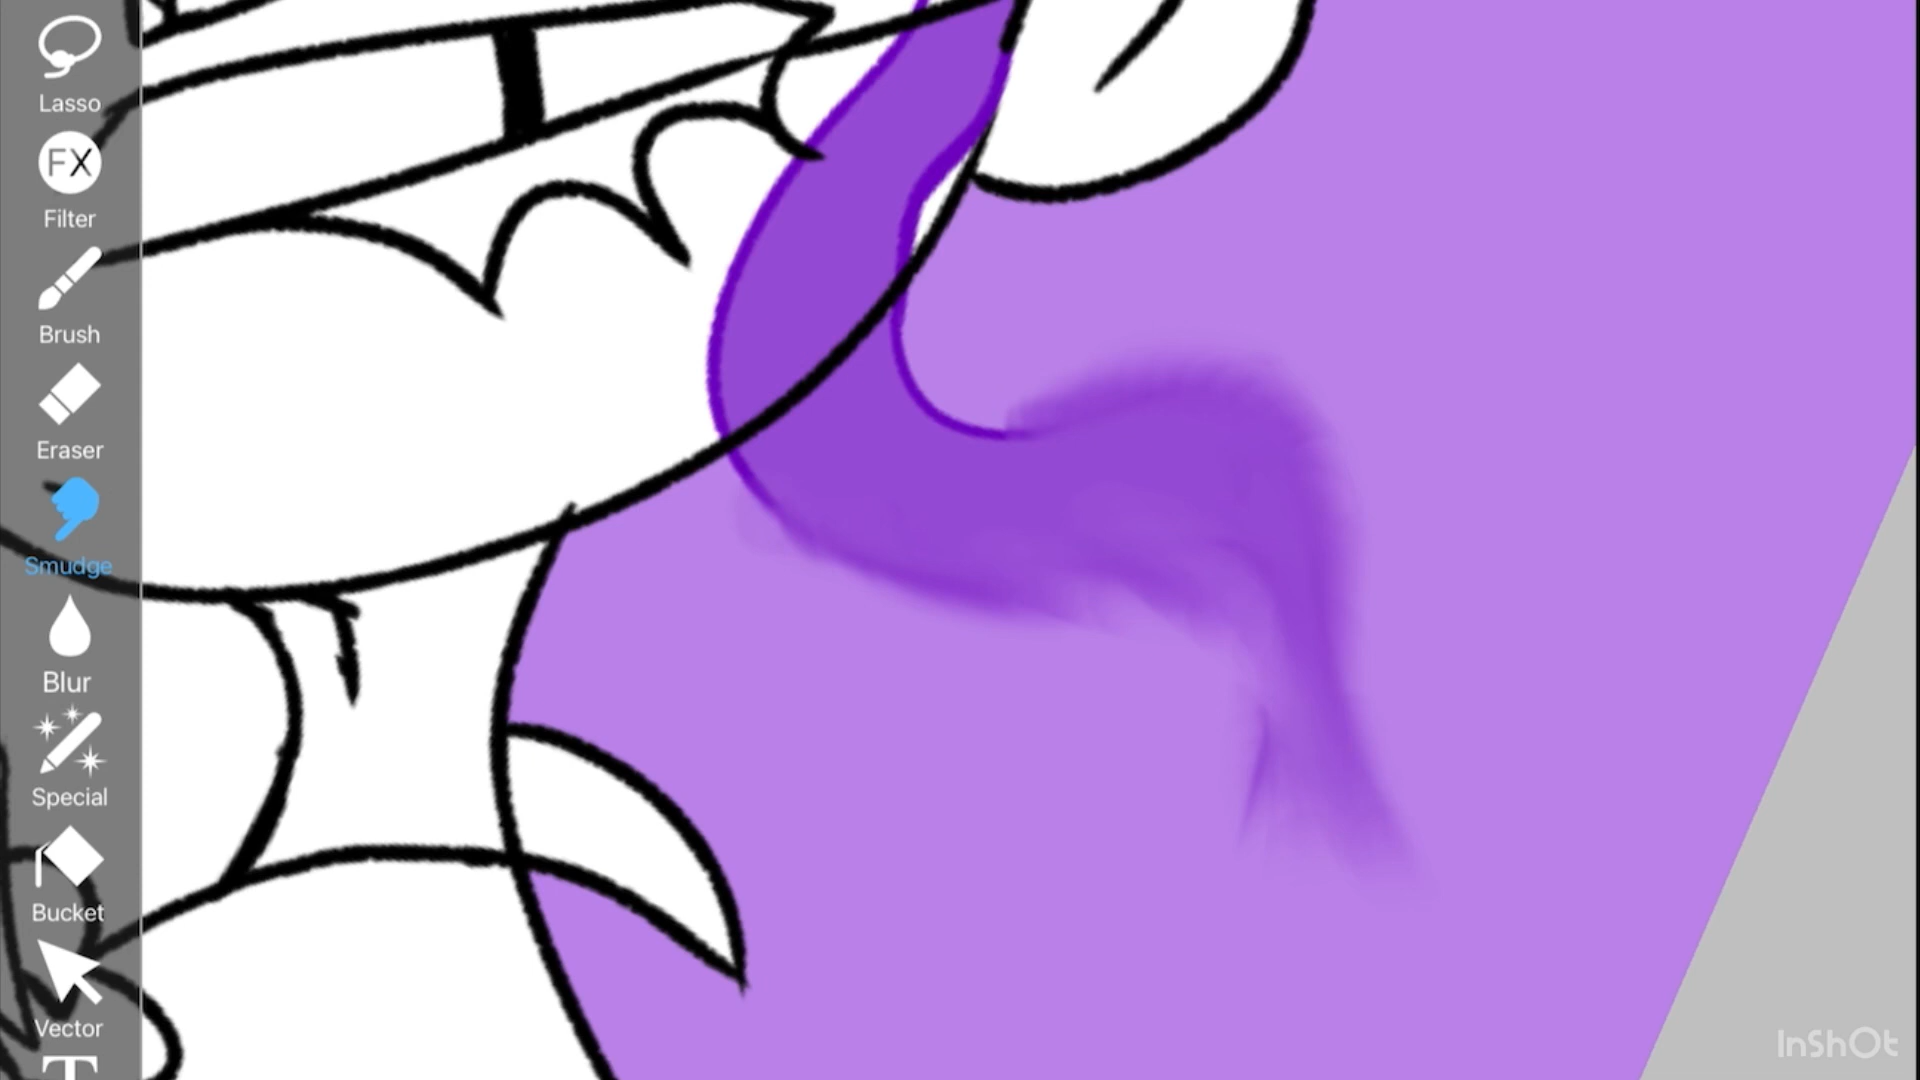 Lasso
FX
Filter
Brush
Eraser
Smudge
Blur
Special
Bucket
Vector
T
InShOt